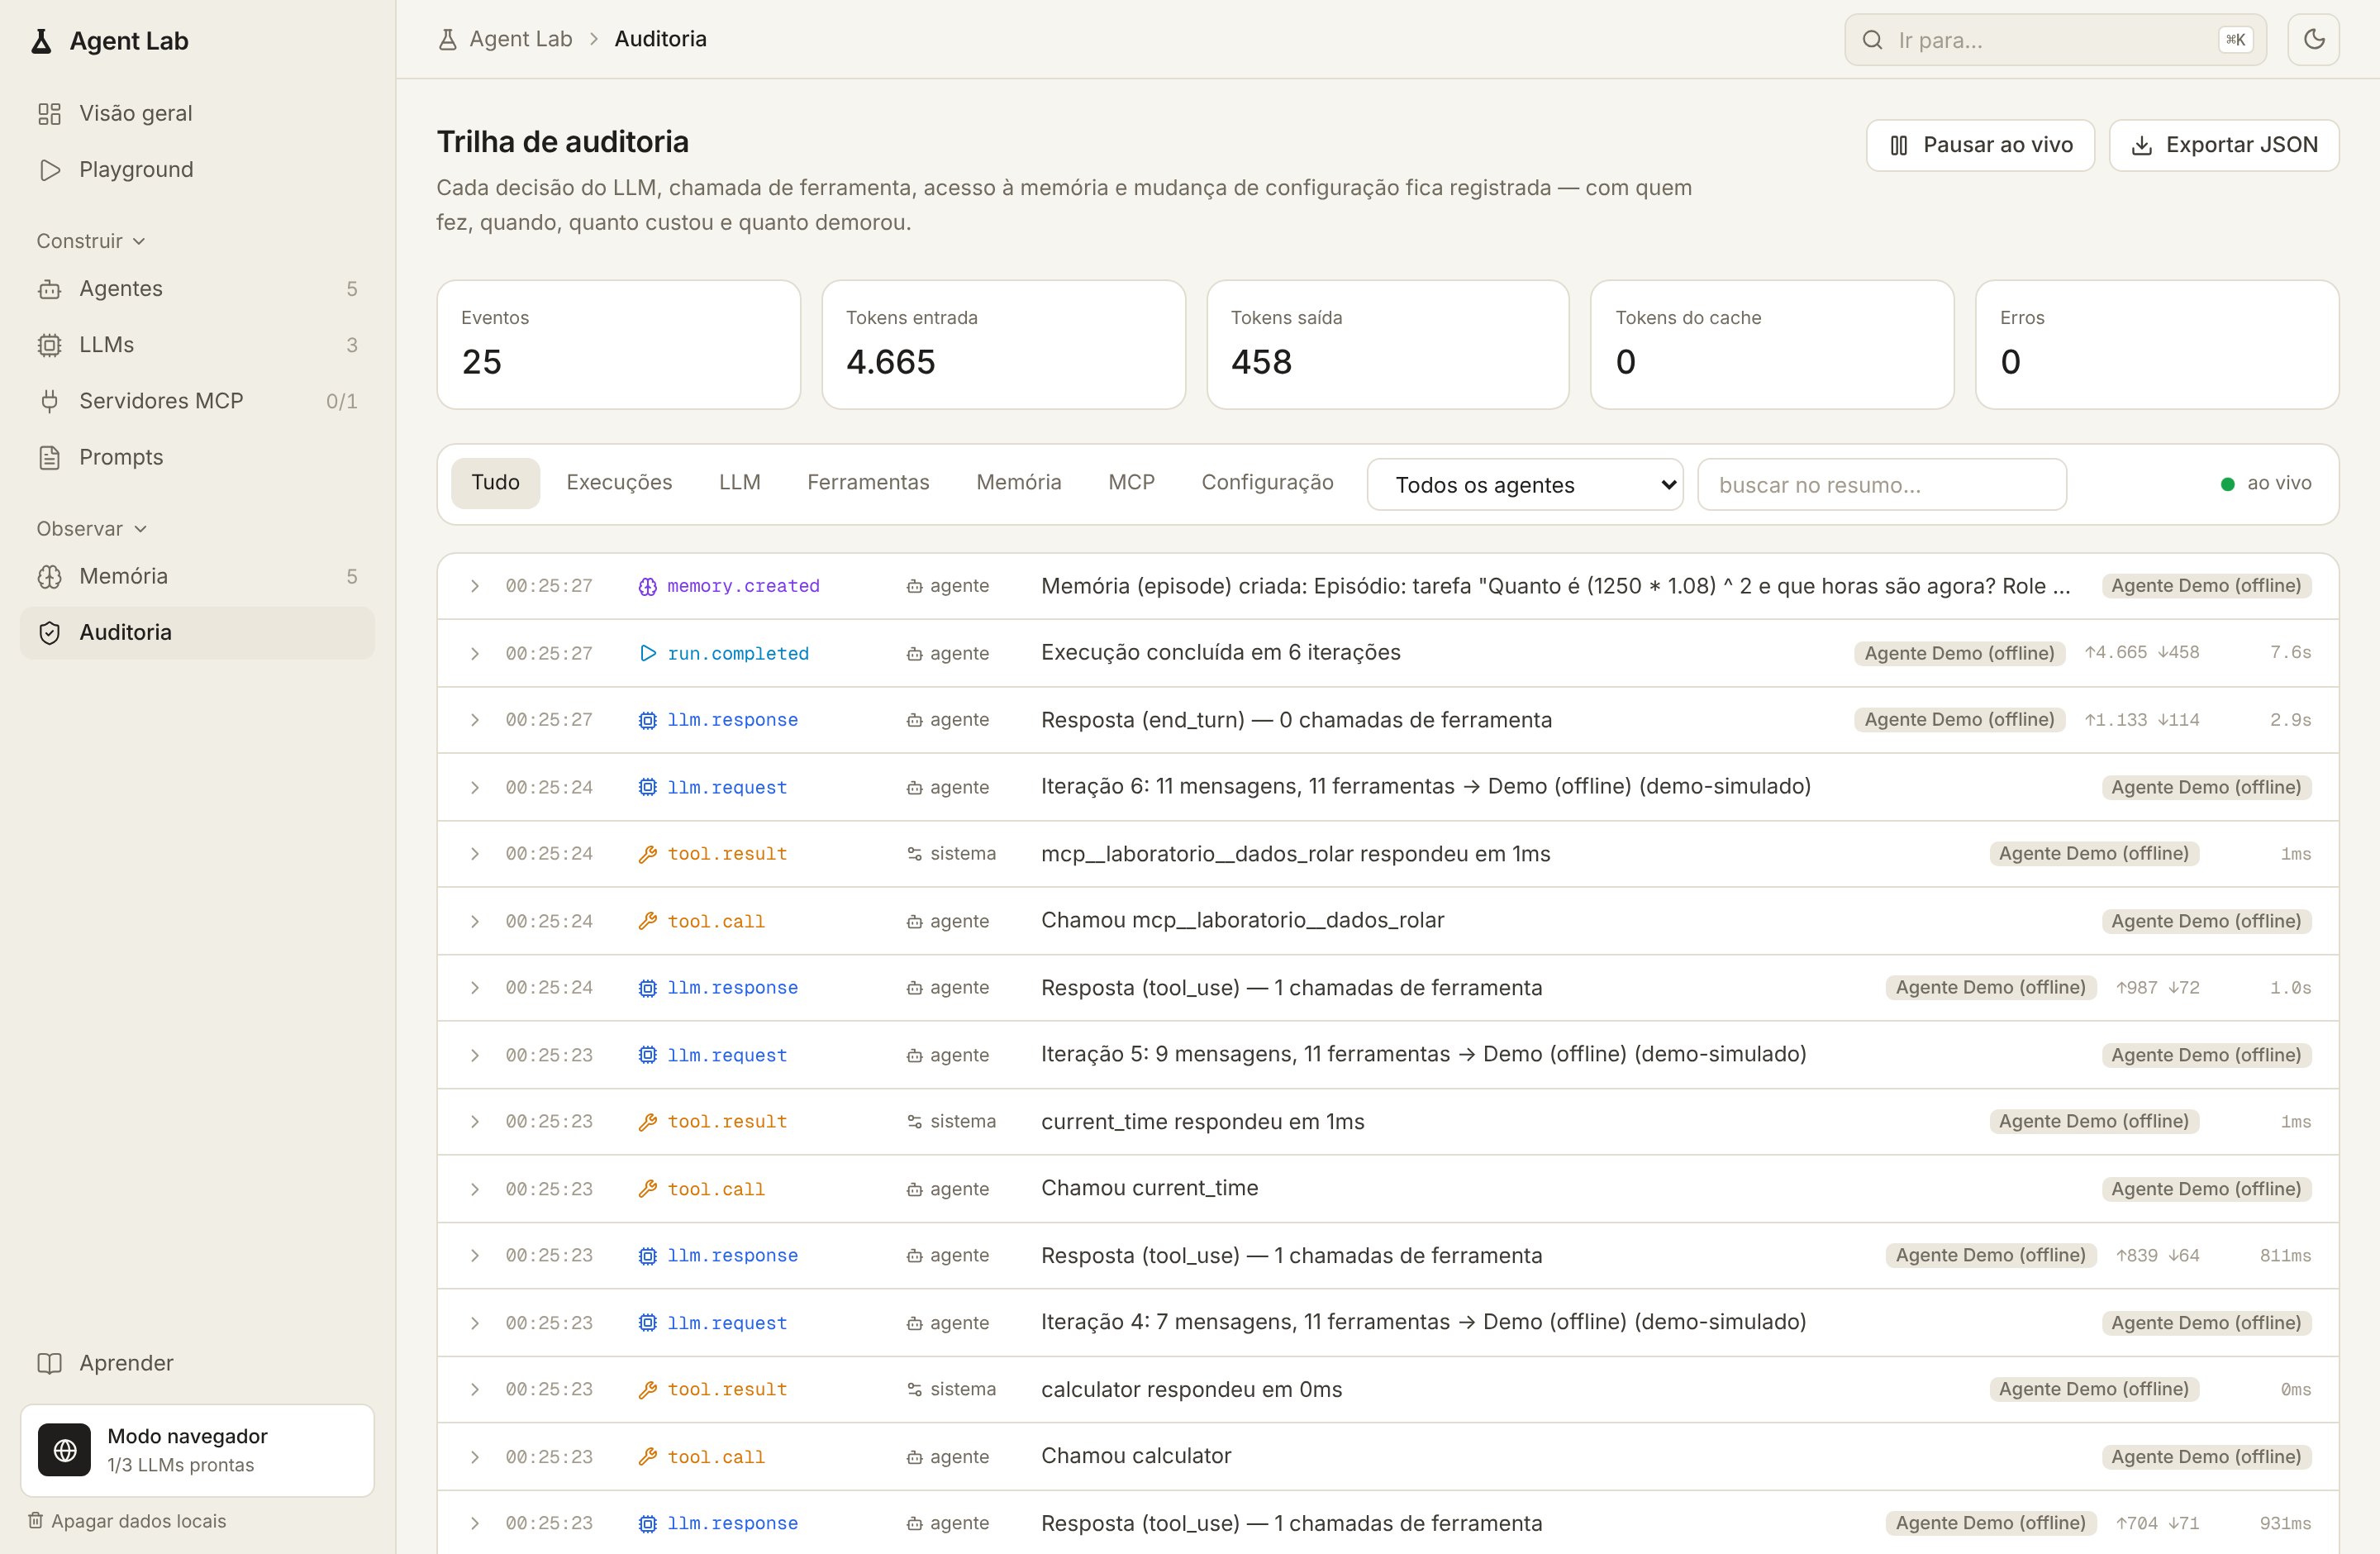 Agent Lab
Visão geral
Playground
Construir
Agentes 5
LLMs 3
Servidores MCP 0/1
Prompts
Observar
Memória 5
Auditoria
Aprender
Modo navegador
1/3 LLMs prontas
Apagar dados locais
Agent Lab > Auditoria
Ir para... ⌘K
Trilha de auditoria
Pausar ao vivo
Exportar JSON
Cada decisão do LLM, chamada de ferramenta, acesso à memória e mudança de configuração fica registrada — com quem
fez, quando, quanto custou e quanto demorou.
Eventos
25
Tokens entrada
4.665
Tokens saída
458
Tokens do cache
0
Erros
0
Tudo Execuções LLM Ferramentas Memória MCP Configuração Todos os agentes buscar no resumo... ao vivo
00:25:27 memory.created agente Memória (episode) criada: Episódio: tarefa "Quanto é (1250 * 1.08) ^ 2 e que horas são agora? Role ... Agente Demo (offline)
00:25:27 run.completed agente Execução concluída em 6 iterações Agente Demo (offline) ↑4.665 ↓458 7.6s
00:25:27 llm.response agente Resposta (end_turn) — 0 chamadas de ferramenta Agente Demo (offline) ↑1.133 ↓114 2.9s
00:25:24 llm.request agente Iteração 6: 11 mensagens, 11 ferramentas → Demo (offline) (demo-simulado) Agente Demo (offline)
00:25:24 tool.result sistema mcp__laboratorio__dados_rolar respondeu em 1ms Agente Demo (offline) 1ms
00:25:24 tool.call agente Chamou mcp__laboratorio__dados_rolar Agente Demo (offline)
00:25:24 llm.response agente Resposta (tool_use) — 1 chamadas de ferramenta Agente Demo (offline) ↑987 ↓72 1.0s
00:25:23 llm.request agente Iteração 5: 9 mensagens, 11 ferramentas → Demo (offline) (demo-simulado) Agente Demo (offline)
00:25:23 tool.result sistema current_time respondeu em 1ms Agente Demo (offline) 1ms
00:25:23 tool.call agente Chamou current_time Agente Demo (offline)
00:25:23 llm.response agente Resposta (tool_use) — 1 chamadas de ferramenta Agente Demo (offline) ↑839 ↓64 811ms
00:25:23 llm.request agente Iteração 4: 7 mensagens, 11 ferramentas → Demo (offline) (demo-simulado) Agente Demo (offline)
00:25:23 tool.result sistema calculator respondeu em 0ms Agente Demo (offline) 0ms
00:25:23 tool.call agente Chamou calculator Agente Demo (offline)
00:25:23 llm.response agente Resposta (tool_use) — 1 chamadas de ferramenta Agente Demo (offline) ↑704 ↓71 931ms